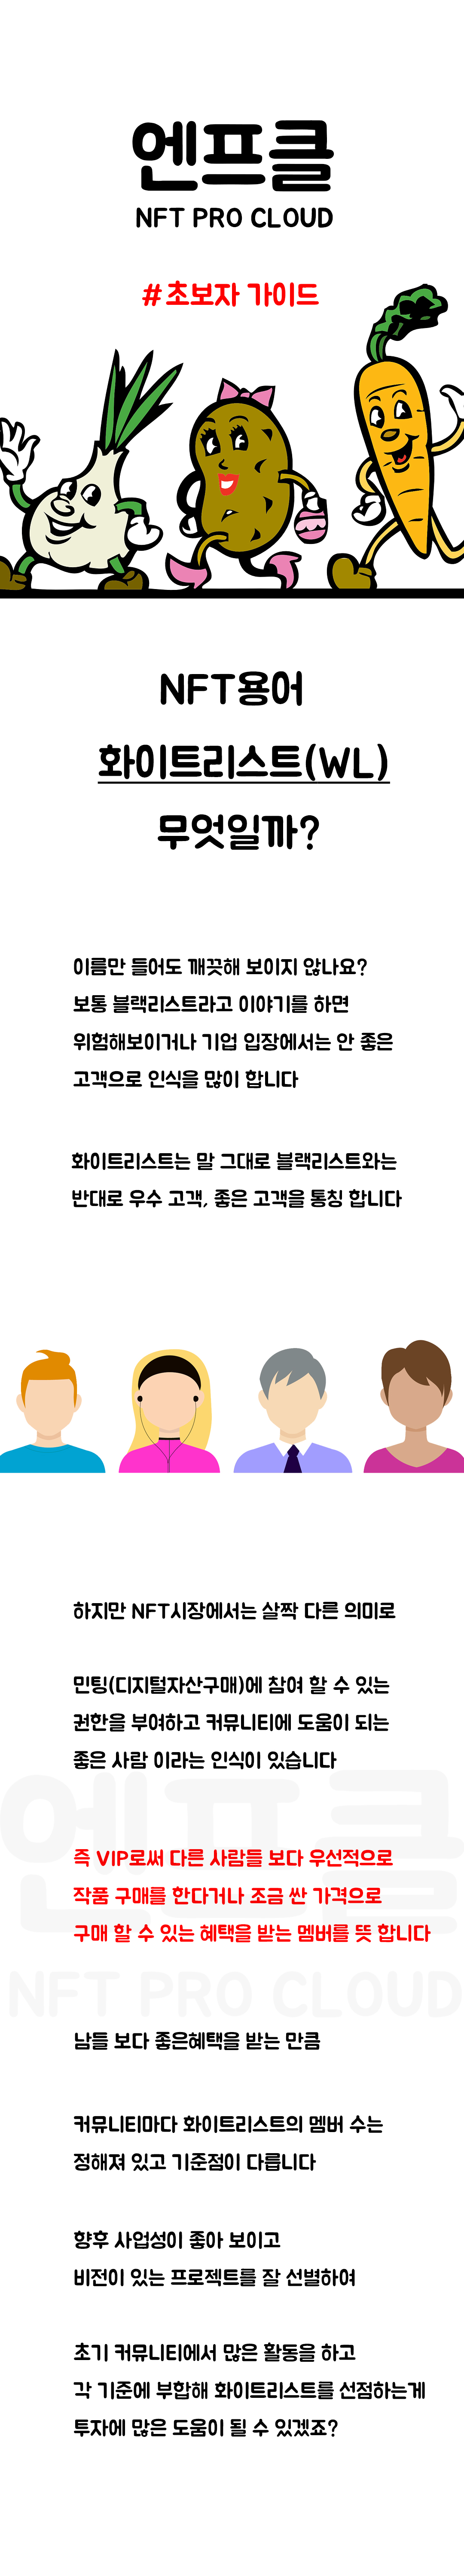 엔프클
NFT PRO CLOUD
#초보자 가이드
NFT용어
화이트리스트(WL)
무엇일까?
이름만 들어도 깨끗해 보이지 않나요?
보통 블랙리스트라고 이야기를 하면
위험해보이거나 기업 입장에서는 안 좋은
고객으로 인식을 많이 합니다
화이트리스트는 말 그대로 블랙리스트와는
반대로 우수 고객, 좋은 고객을 통칭 합니다
하지만 NFT시장에서는 살짝 다른 의미로
민팅(디지털자산구매)에 참여 할 수 있는
권한을 부여하고 커뮤니티에 도움이 되는
좋은 사람 이라는 인식이 있습니다
엔프클
즉 VIP로써 다른 사람들 보다 우선적으로
작품 구매를 한다거나 조금 싼 가격으로
구매 할 수 있는 혜택을 받는 멤버를 뜻 합니다
NFT PRO CLOUD
남들 보다 좋은혜택을 받는 만큼
커뮤니티마다 화이트리스트의 멤버 수는
정해져 있고 기준점이 다릅니다
향후 사업성이 좋아 보이고
비전이 있는 프로젝트를 잘 선별하여
초기 커뮤니티에서 많은 활동을 하고
각 기준에 부합해 화이트리스트를 선점하는게
투자에 많은 도움이 될 수 있겠죠?